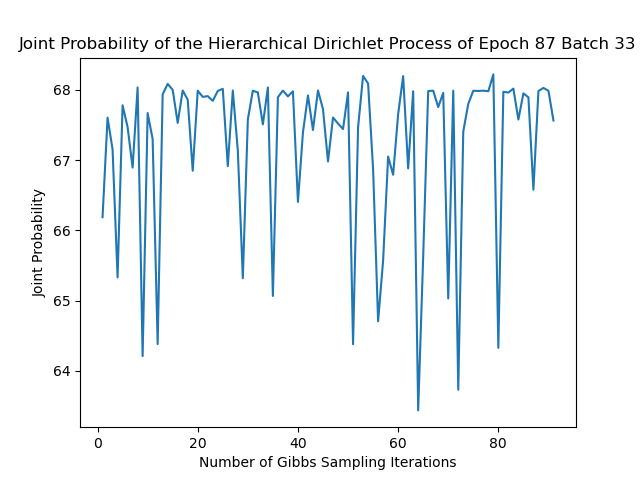 Joint Probability of the Hierarchical Dirichlet Process of Epoch 87 Batch 33
68
67
66
65
64
Joint Probability
0 20 40 60 80
Number of Gibbs Sampling Iterations